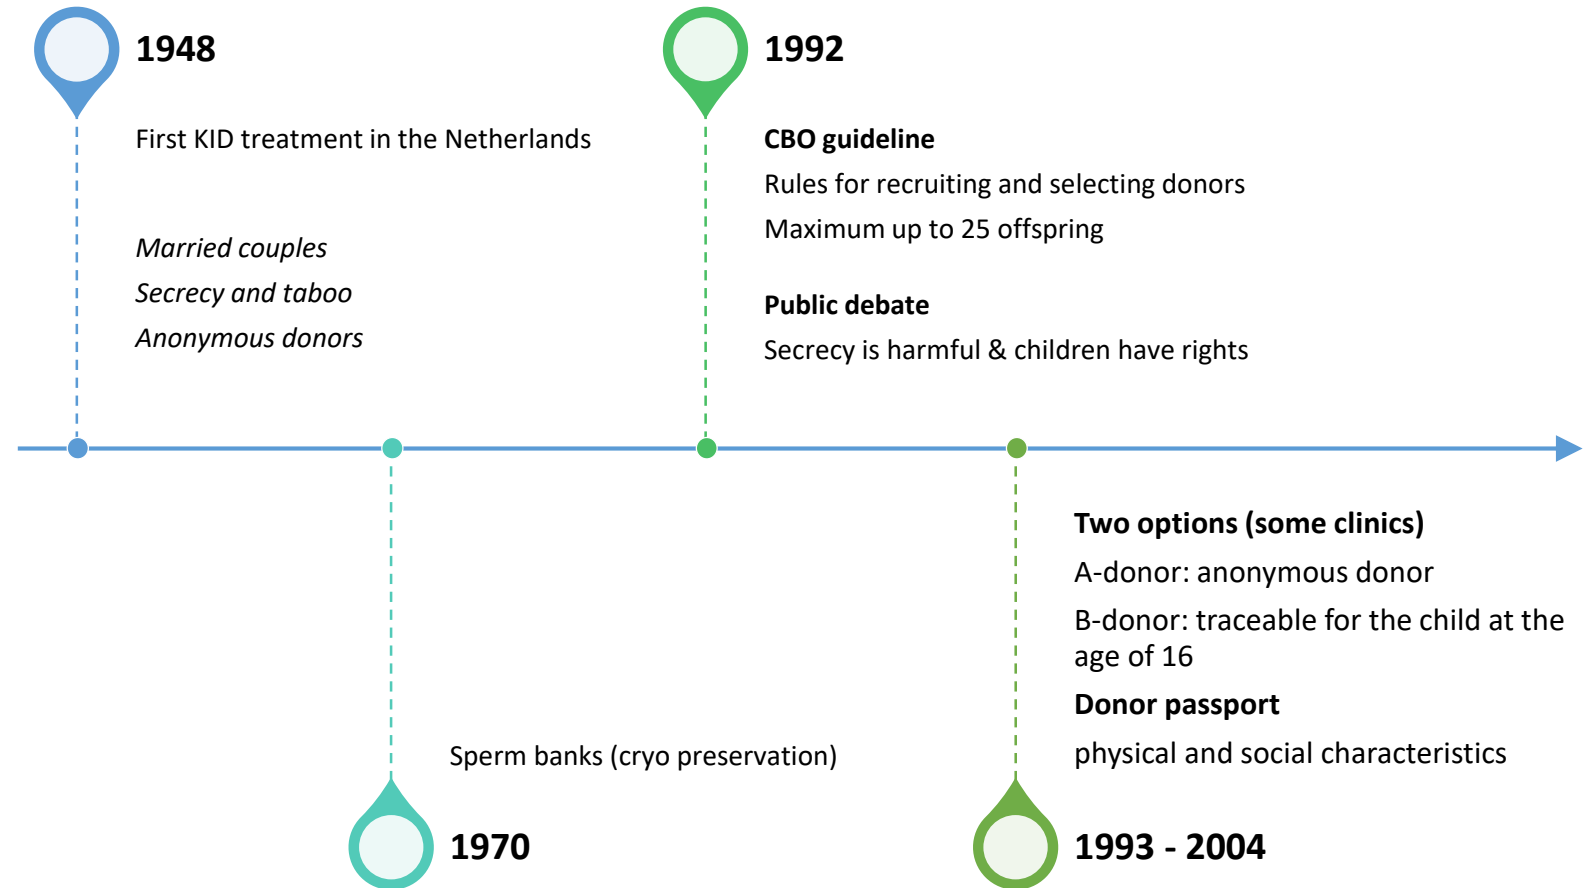 1948
First KID treatment in the Netherlands
Married couples
Secrecy and taboo
Anonymous donors
1992
CBO guideline
Rules for recruiting and selecting donors
Maximum up to 25 offspring
Public debate
Secrecy is harmful & children have rights
Sperm banks (cryo preservation)
1970
Two options (some clinics)
A-donor: anonymous donor
B-donor: traceable for the child at the
age of 16
Donor passport
physical and social characteristics
1993 - 2004